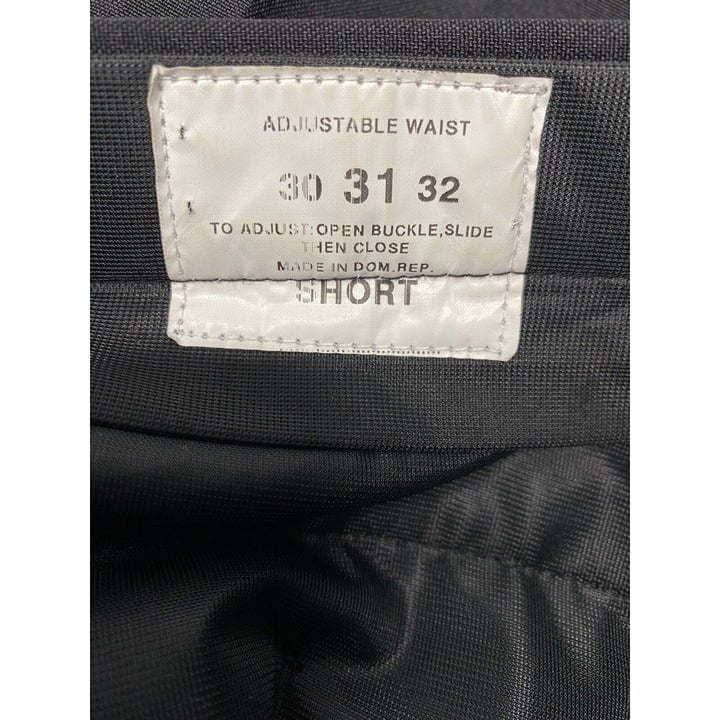 ADJUSTABLE WAIST
30 31 32
TO ADJUST:OPEN BUCKLE,SLIDE
THEN CLOSE
MADE IN DOM.REP.
SHORT